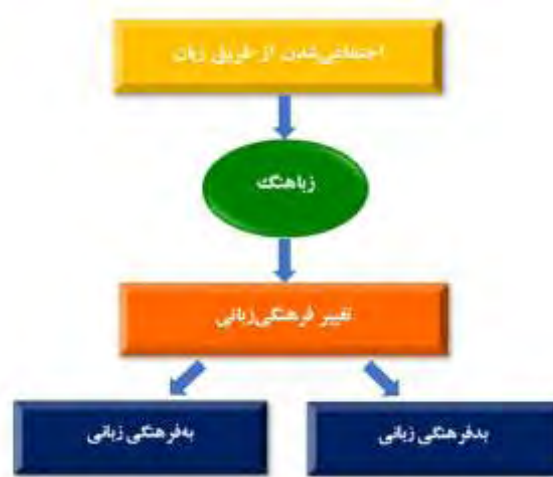 اجتماعی‌شدن از طریق زبان
زباهنگ
تغییر فرهنگی‌زبانی
بدفرهنگی زبانی
به‌فرهنگی زبانی